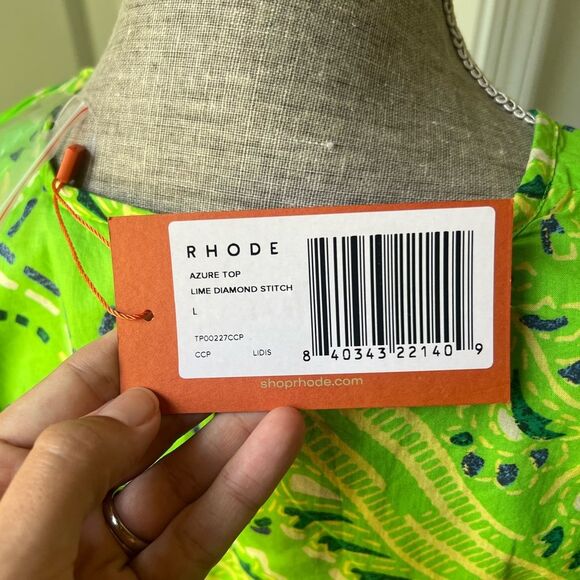 RHODE
AZURE TOP
LIME DIAMOND STITCH
L
TP00227CCP
CCP LIDIS
8 40343 22140 9
shoprhode.com